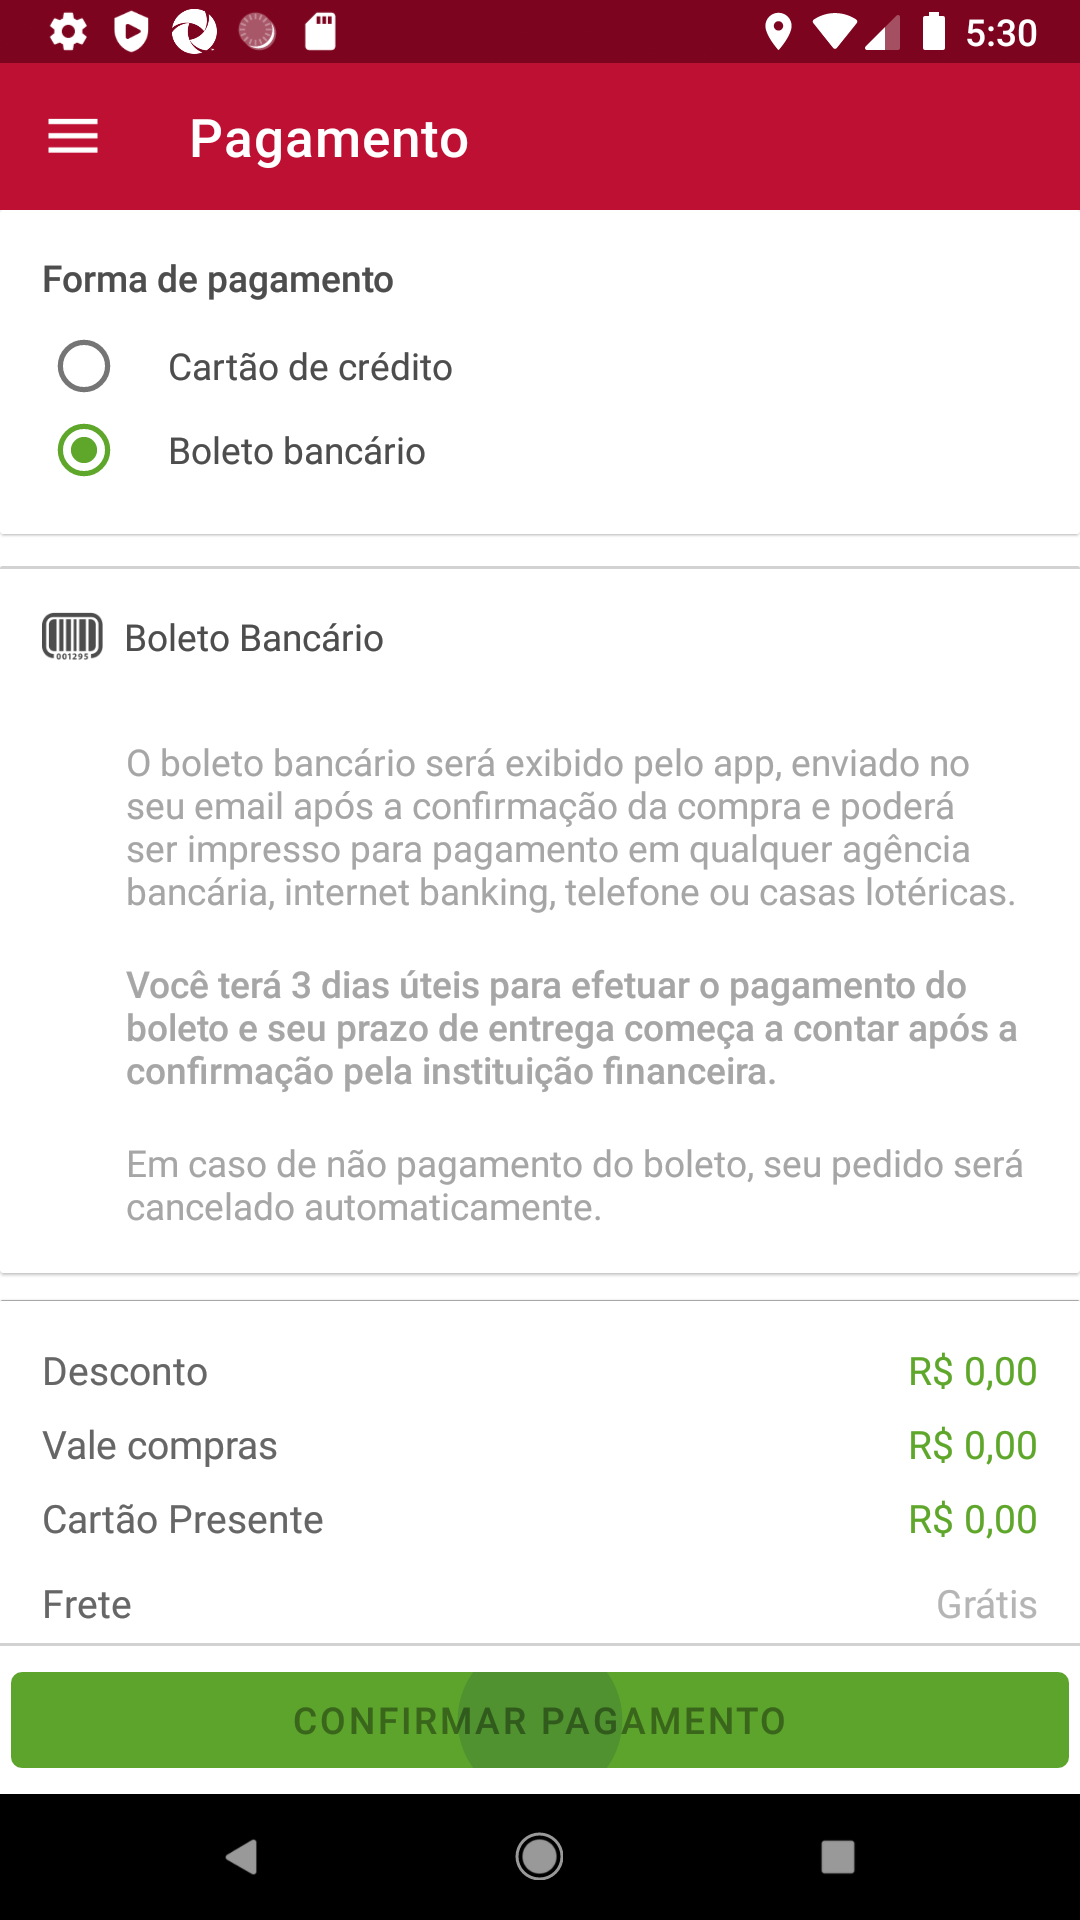 5:30
Pagamento
Forma de pagamento
Cartão de crédito
Boleto bancário
001295
Boleto Bancário
O boleto bancário será exibido pelo app, enviado no
seu email após a confirmação da compra e poderá
ser impresso para pagamento em qualquer agência
bancária, internet banking, telefone ou casas lotéricas.
Você terá 3 dias úteis para efetuar o pagamento do
boleto e seu prazo de entrega começa a contar após a
confirmação pela instituição financeira.
Em caso de não pagamento do boleto, seu pedido será
cancelado automaticamente.
Desconto R$ 0,00
Vale compras R$ 0,00
Cartão Presente R$ 0,00
Frete Grátis
CONFIRMAR PAGAMENTO